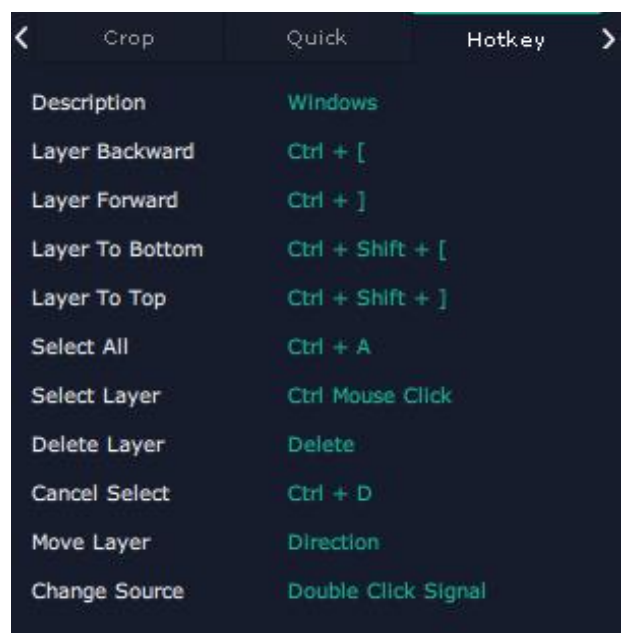 Crop Quick Hotkey
Description Windows
Layer Backward Ctrl + [
Layer Forward Ctrl + ]
Layer To Bottom Ctrl + Shift + [
Layer To Top Ctrl + Shift + ]
Select All Ctrl + A
Select Layer Ctrl Mouse Click
Delete Layer Delete
Cancel Select Ctrl + D
Move Layer Direction
Change Source Double Click Signal